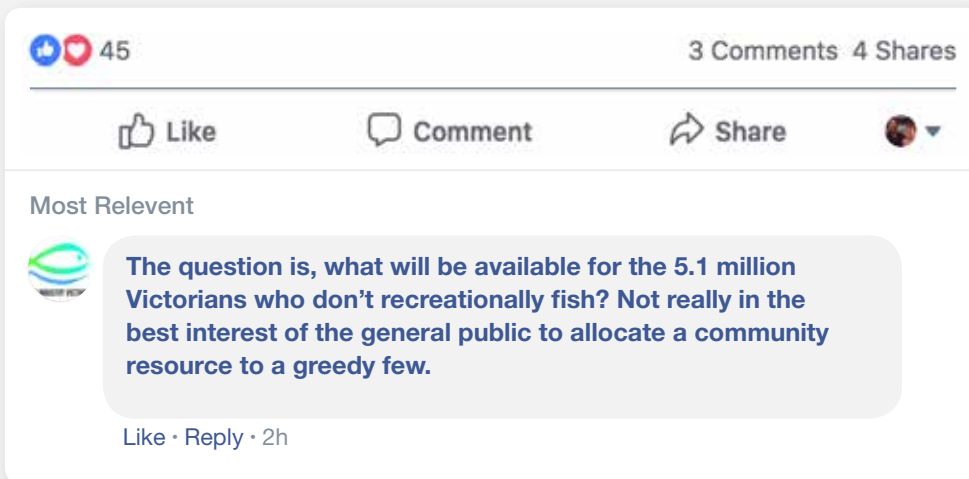 45 3 Comments 4 Shares
Like Comment Share
Most Relevent
The question is, what will be available for the 5.1 million
Victorians who don’t recreationally fish? Not really in the
best interest of the general public to allocate a community
resource to a greedy few.
Like · Reply · 2h